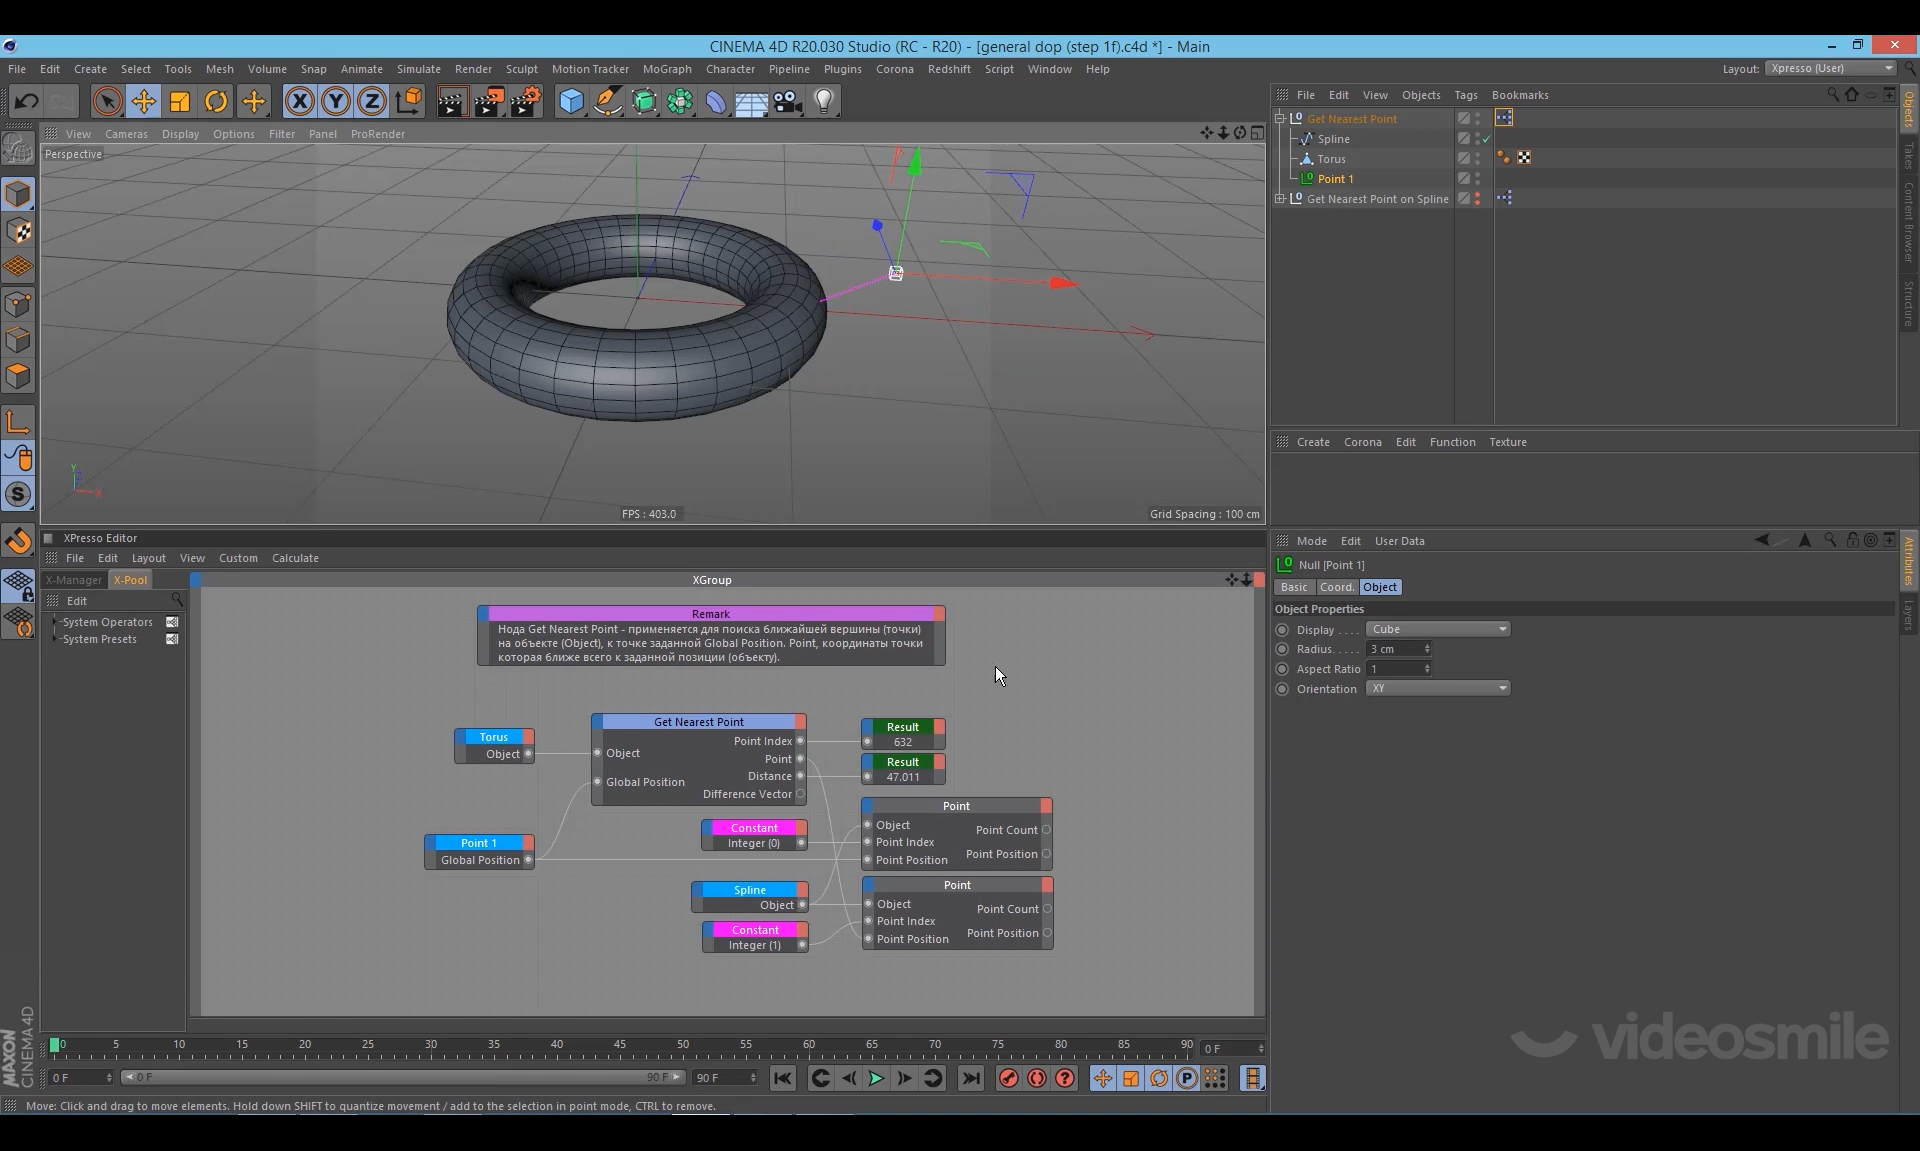 CINEMA 4D R20.030 Studio (RC - R20) - [general dop (step 1f).c4d *] - Main
File Edit Create Select Tools Mesh Volume Snap Animate Simulate Render Sculpt Motion Tracker MoGraph Character Pipeline Plugins Corona Redshift Script Window Help
Layout: Xpresso (User)
X Y Z
File Edit View Objects Tags Bookmarks
View Cameras Display Options Filter Panel ProRender
Perspective
Get Nearest Point
Spline
Torus
Point 1
Get Nearest Point on Spline
Objects
Takes
Content Browser
Structure
Y
X
FPS : 403.0
Grid Spacing : 100 cm
Create Corona Edit Function Texture
XPresso Editor
File Edit Layout View Custom Calculate
X-Manager X-Pool
Edit
System Operators
System Presets
XGroup
Remark
Нода Get Nearest Point - применяется для поиска ближайшей вершины (точки)
на объекте (Object), к точке заданной Global Position. Point, координаты точки
которая ближе всего к заданной позиции (объекту).
Torus
Object
Get Nearest Point
Object
Global Position
Point Index
Point
Distance
Difference Vector
Result
632
Result
47.011
Point 1
Global Position
Constant
Integer (0)
Point
Object
Point Index
Point Position
Point Count
Point Position
Spline
Object
Constant
Integer (1)
Point
Object
Point Index
Point Position
Point Count
Point Position
Mode Edit User Data
Null [Point 1]
Basic Coord. Object
Object Properties
Display . . . . Cube
Radius. . . . . 3 cm
Aspect Ratio 1
Orientation XY
Attributes
Layers
0 5 10 15 20 25 30 35 40 45 50 55 60 65 70 75 80 85 90
0 F
0 F
0 F 90 F
90 F
Move: Click and drag to move elements. Hold down SHIFT to quantize movement / add to the selection in point mode, CTRL to remove.
MAXON
CINEMA 4D
videosmile